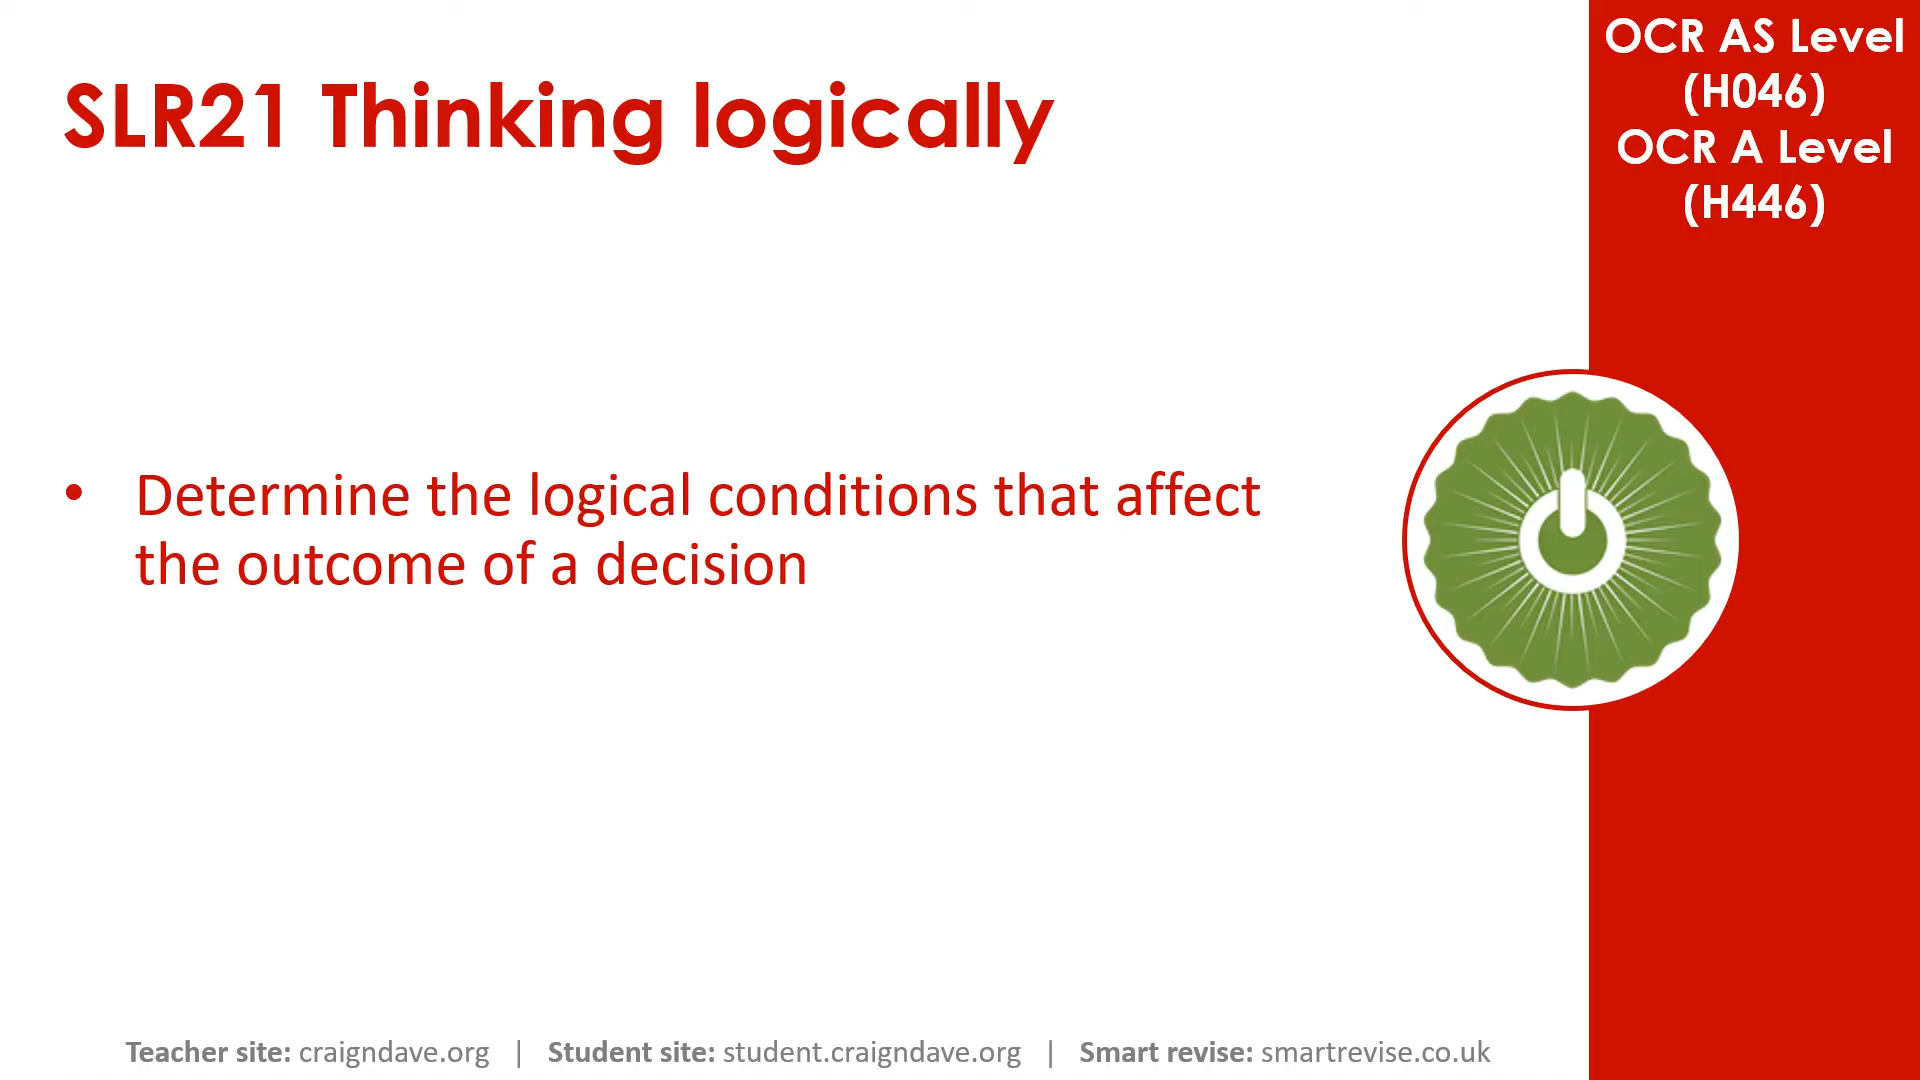 SLR21 Thinking logically
OCR AS Level
(H046)
OCR A Level
(H446)
• Determine the logical conditions that affect
the outcome of a decision
Teacher site: craigndave.org | Student site: student.craigndave.org | Smart revise: smartrevise.co.uk